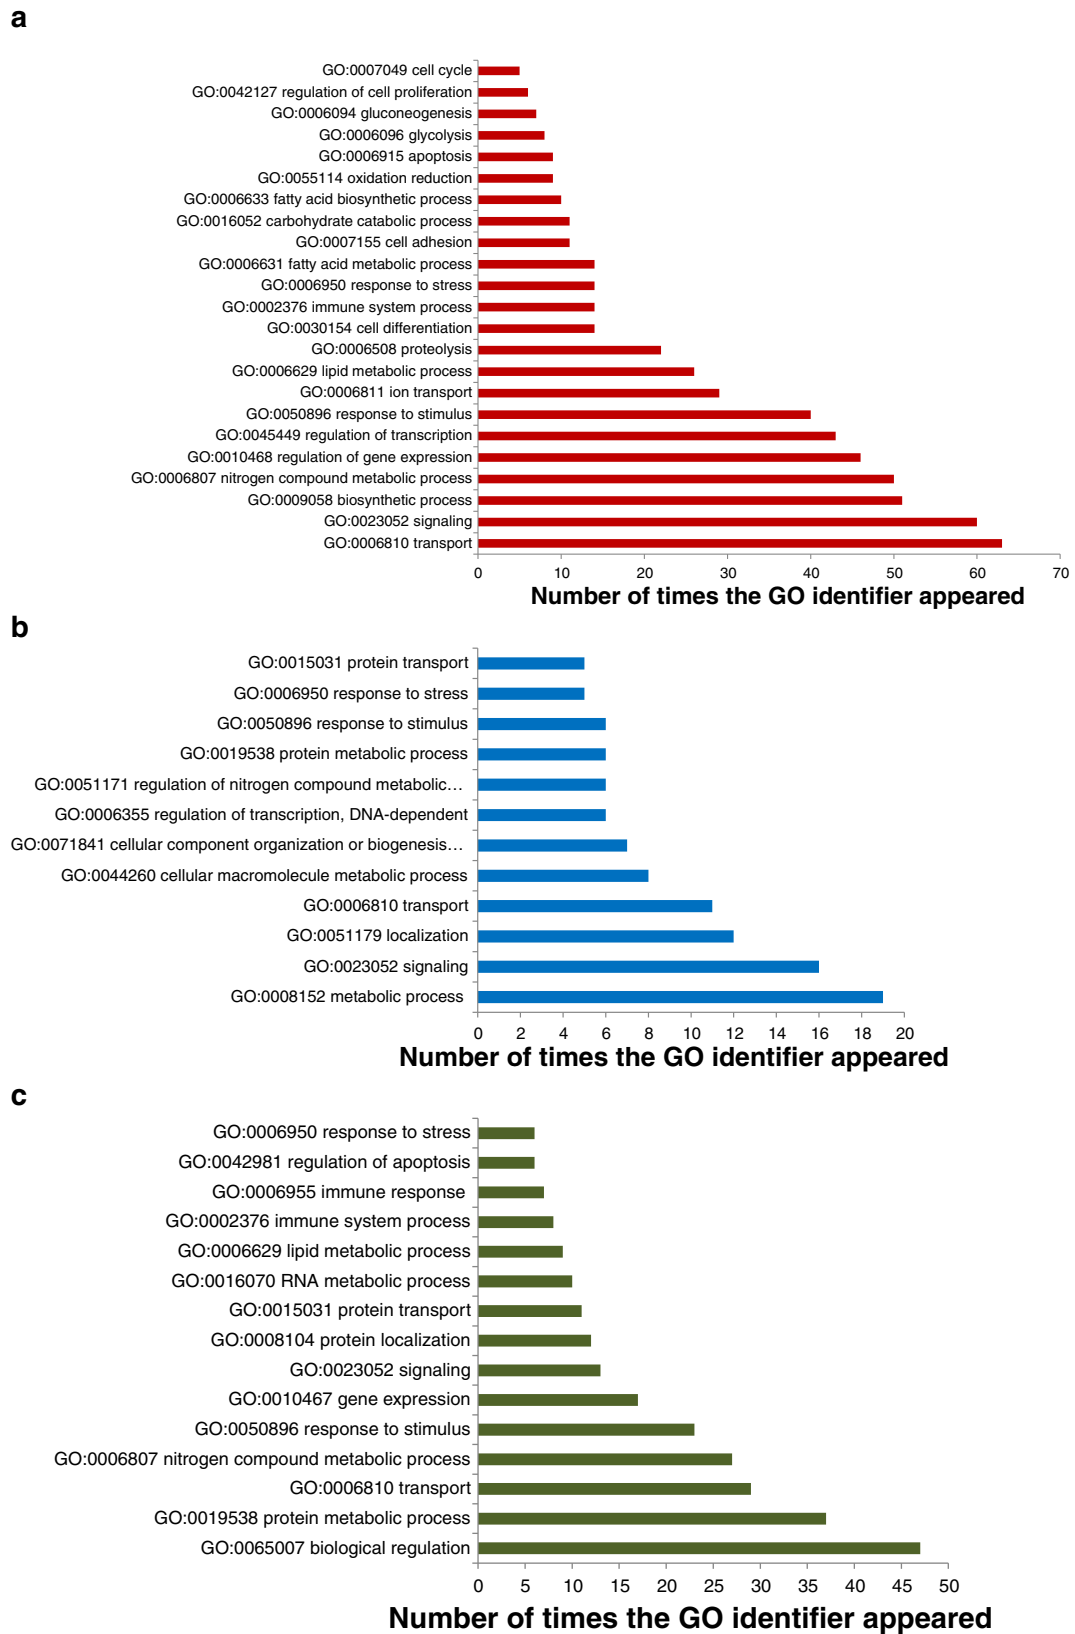 a
GO:0007049 cell cycle
GO:0042127 regulation of cell proliferation
GO:0006094 gluconeogenesis
GO:0006096 glycolysis
GO:0006915 apoptosis
GO:0055114 oxidation reduction
GO:0006633 fatty acid biosynthetic process
GO:0016052 carbohydrate catabolic process
GO:0007155 cell adhesion
GO:0006631 fatty acid metabolic process
GO:0006950 response to stress
GO:0002376 immune system process
GO:0030154 cell differentiation
GO:0006508 proteolysis
GO:0006629 lipid metabolic process
GO:0006811 ion transport
GO:0050896 response to stimulus
GO:0045449 regulation of transcription
GO:0010468 regulation of gene expression
GO:0006807 nitrogen compound metabolic process
GO:0009058 biosynthetic process
GO:0023052 signaling
GO:0006810 transport
0 10 20 30 40 50 60 70
Number of times the GO identifier appeared
b
GO:0015031 protein transport
GO:0006950 response to stress
GO:0050896 response to stimulus
GO:0019538 protein metabolic process
GO:0051171 regulation of nitrogen compound metabolic…
GO:0006355 regulation of transcription, DNA-dependent
GO:0071841 cellular component organization or biogenesis…
GO:0044260 cellular macromolecule metabolic process
GO:0006810 transport
GO:0051179 localization
GO:0023052 signaling
GO:0008152 metabolic process
0 2 4 6 8 10 12 14 16 18 20
Number of times the GO identifier appeared
c
GO:0006950 response to stress
GO:0042981 regulation of apoptosis
GO:0006955 immune response
GO:0002376 immune system process
GO:0006629 lipid metabolic process
GO:0016070 RNA metabolic process
GO:0015031 protein transport
GO:0008104 protein localization
GO:0023052 signaling
GO:0010467 gene expression
GO:0050896 response to stimulus
GO:0006807 nitrogen compound metabolic process
GO:0006810 transport
GO:0019538 protein metabolic process
GO:0065007 biological regulation
0 5 10 15 20 25 30 35 40 45 50
Number of times the GO identifier appeared